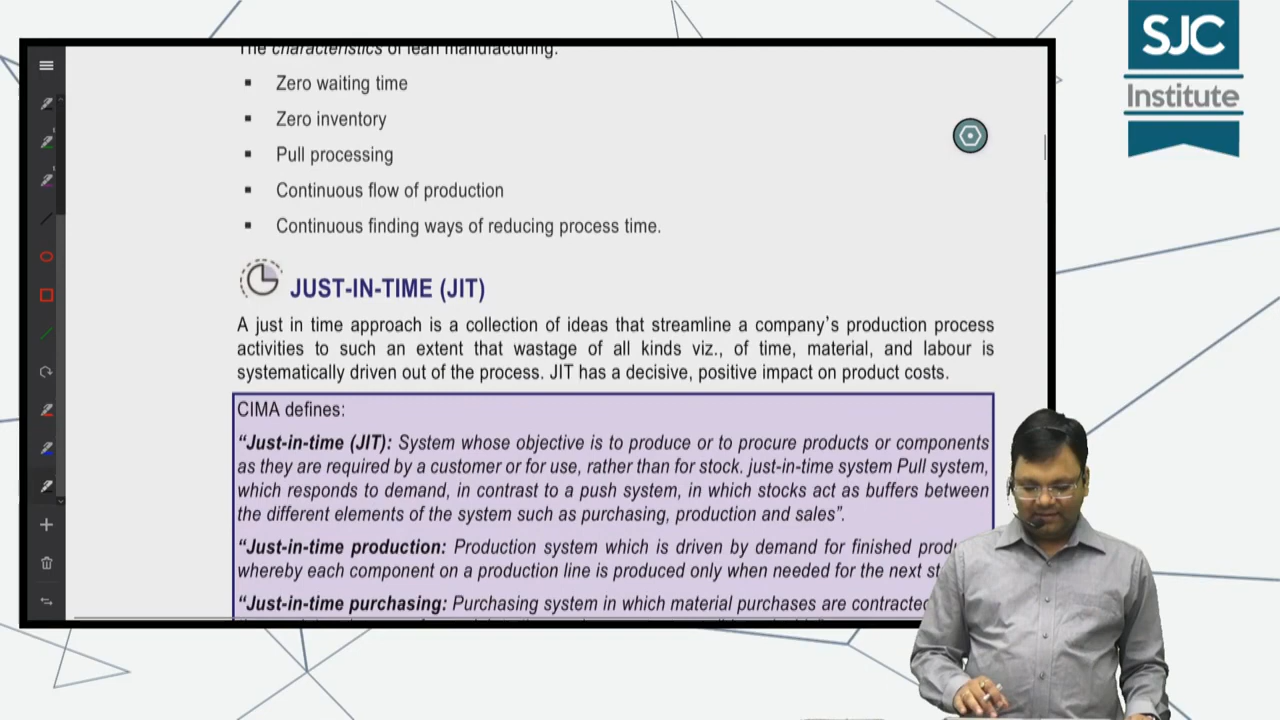 SJC
Institute
The characteristics of lean manufacturing:
▪ Zero waiting time
▪ Zero inventory
▪ Pull processing
▪ Continuous flow of production
▪ Continuous finding ways of reducing process time.
JUST-IN-TIME (JIT)
A just in time approach is a collection of ideas that streamline a company's production process
activities to such an extent that wastage of all kinds viz., of time, material, and labour is
systematically driven out of the process. JIT has a decisive, positive impact on product costs.
CIMA defines:
“Just-in-time (JIT): System whose objective is to produce or to procure products or components
as they are required by a customer or for use, rather than for stock. just-in-time system Pull system,
which responds to demand, in contrast to a push system, in which stocks act as buffers between
the different elements of the system such as purchasing, production and sales”.
“Just-in-time production: Production system which is driven by demand for finished
whereby each component on a production line is produced only when needed for the next
“Just-in-time purchasing: Purchasing system in which material purchases are contracted